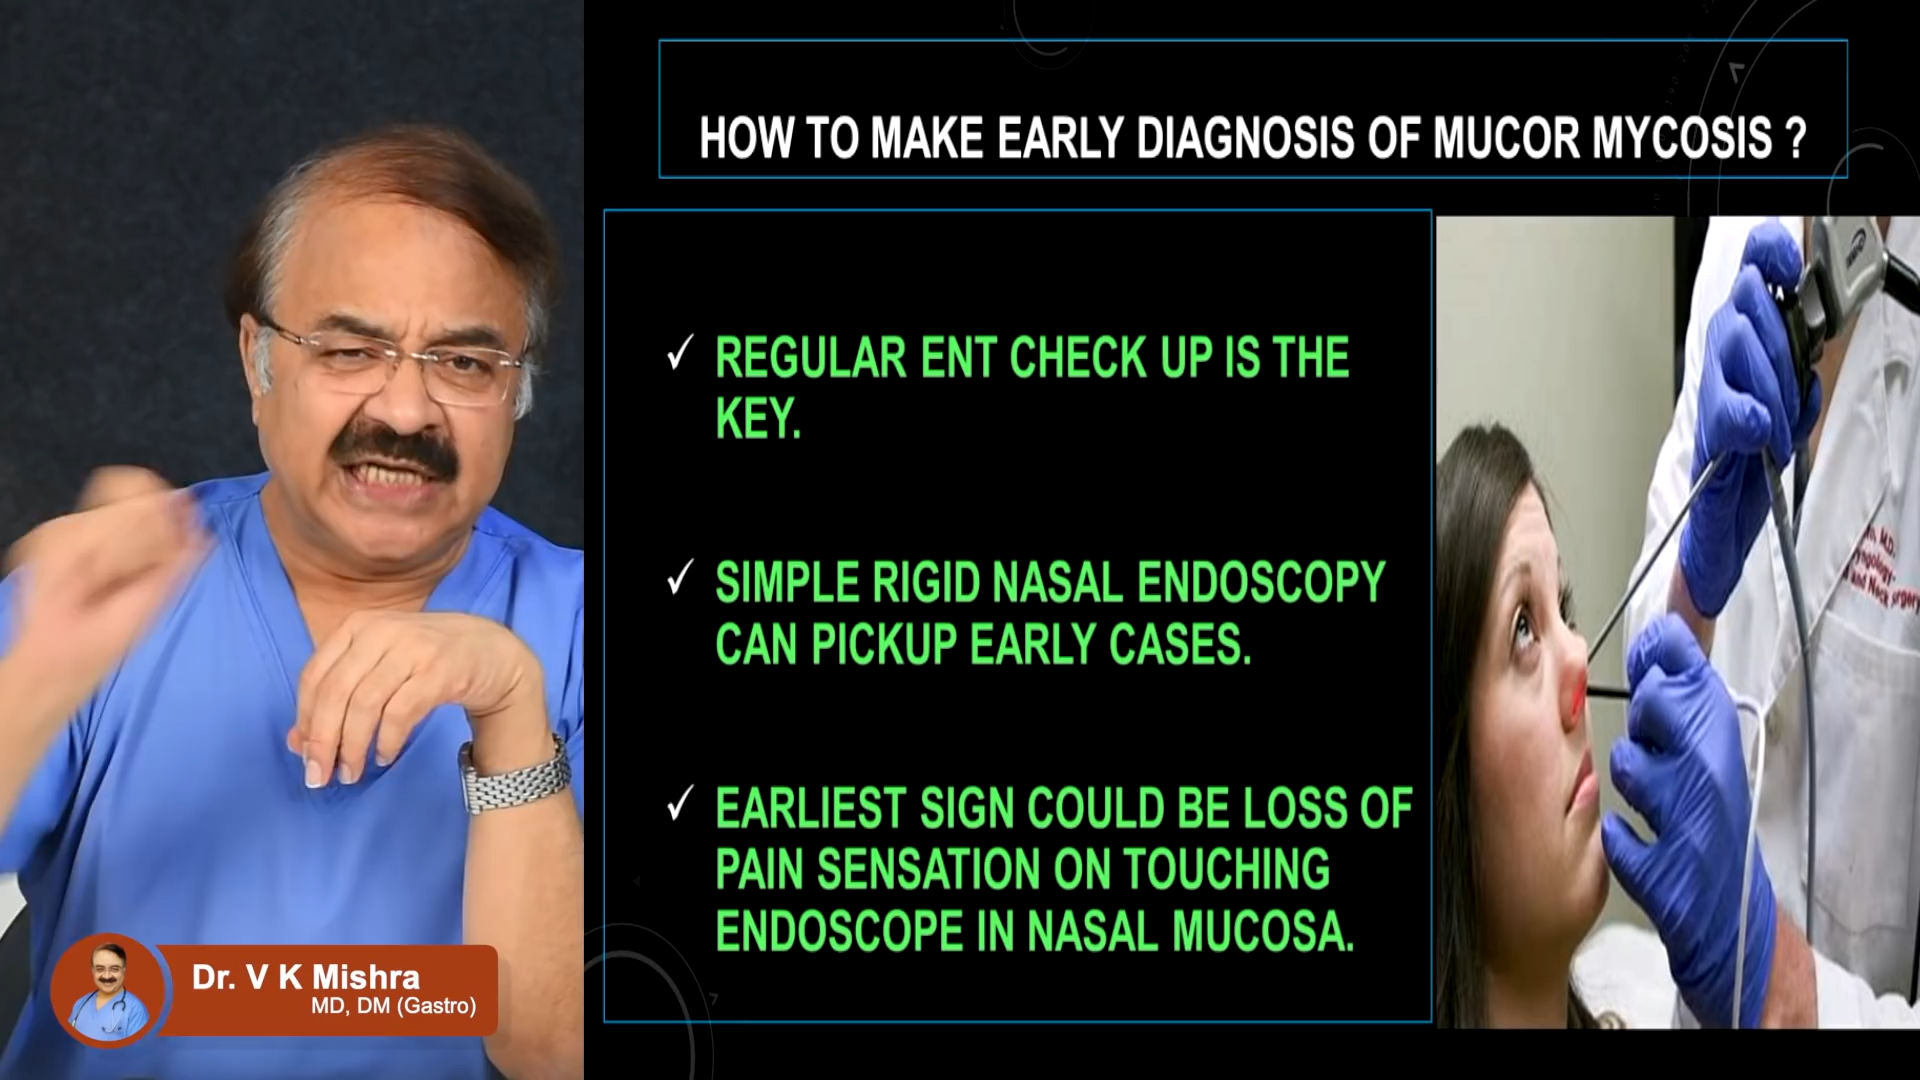 HOW TO MAKE EARLY DIAGNOSIS OF MUCOR MYCOSIS ?
✓ REGULAR ENT CHECK UP IS THE
KEY.
✓ SIMPLE RIGID NASAL ENDOSCOPY
CAN PICKUP EARLY CASES.
✓ EARLIEST SIGN COULD BE LOSS OF
PAIN SENSATION ON TOUCHING
ENDOSCOPE IN NASAL MUCOSA.
M.D.
and Neck
Dr. V K Mishra
MD, DM (Gastro)